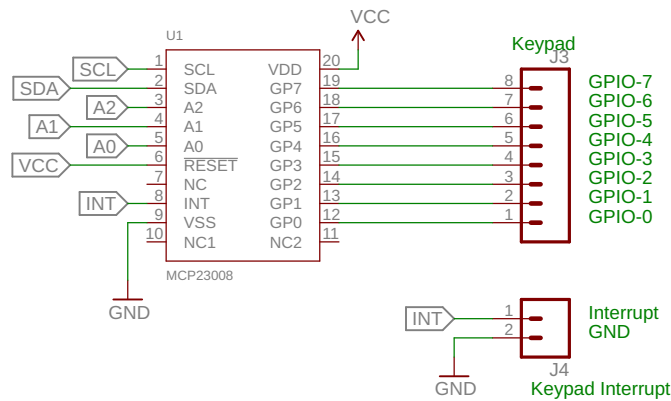 VCC
U1
Keypad
J3
SCL 1 SCL VDD 20
SDA 2 SDA GP7 19 8 GPIO-7
A2 3 A2 GP6 18 7 GPIO-6
A1 4 A1 GP5 17 6 GPIO-5
A0 5 A0 GP4 16 5 GPIO-4
VCC 6 RESET GP3 15 4 GPIO-3
7 NC GP2 14 3 GPIO-2
INT 8 INT GP1 13 2 GPIO-1
9 VSS GP0 12 1 GPIO-0
10 NC1 NC2 11
MCP23008
GND
INT 1 Interrupt
2 GND
J4
GND
Keypad Interrupt